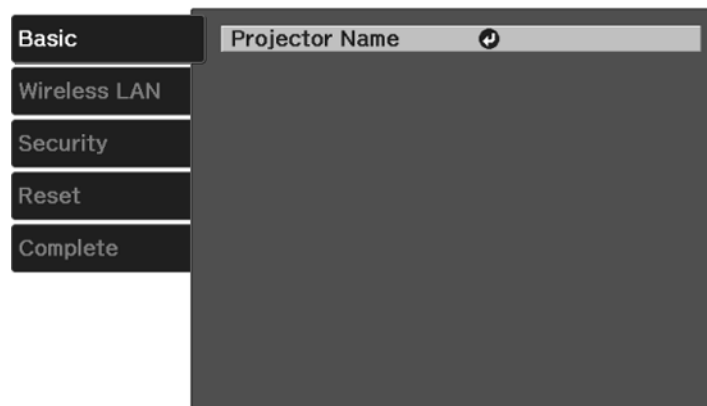 Basic
Projector Name
Wireless LAN
Security
Reset
Complete